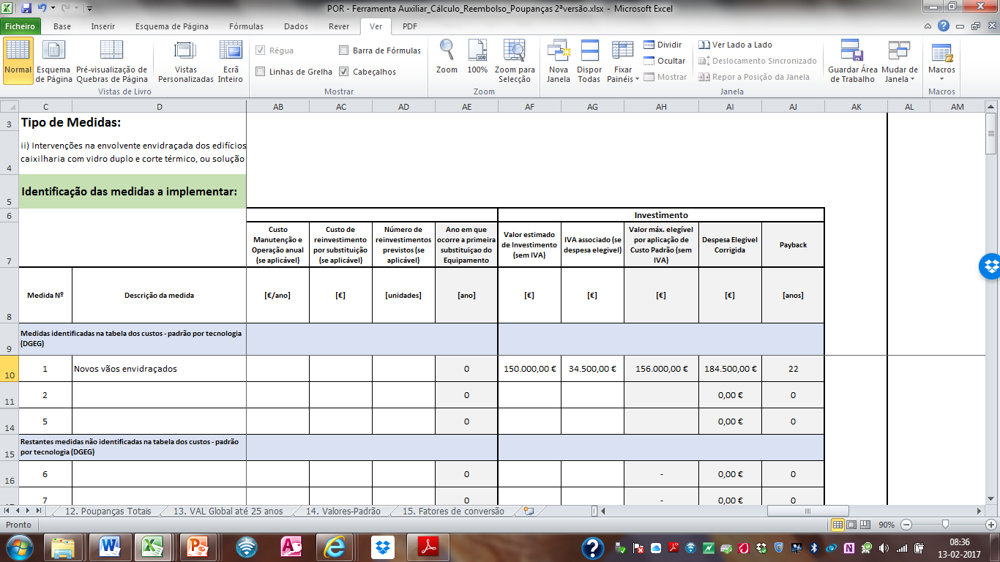 POR - Ferramenta Auxiliar_Cálculo_Reembolso_Poupanças 2ªversão.xlsx - Microsoft Excel
Ficheiro Base Inserir Esquema de Página Fórmulas Dados Rever Ver PDF
Normal
Esquema de Página
Pré-visualização de Quebras de Página
Vistas Personalizadas
Ecrã Inteiro
Vistas de Livro
Régua
Barra de Fórmulas
Linhas de Grelha
Cabeçalhos
Mostrar
Zoom
100%
Zoom para Selecção
Zoom
Nova Janela
Dispor Todas
Fixar Painéis
Dividir
Ocultar
Mostrar
Ver Lado a Lado
Deslocamento Sincronizado
Repor a Posição da Janela
Guardar Área de Trabalho
Mudar de Janela
Janela
Macros
Macros
C D AB AC AD AE AF AG AH AI AJ AK AL AM
3 Tipo de Medidas:
ii) Intervenções na envolvente envidraçada dos edifícios
4 caixilharia com vidro duplo e corte térmico, ou solução
5 Identificação das medidas a implementar:
6 Investimento
7
Custo Manutenção e Operação anual (se aplicável)
Custo de reinvestimento por substituição (se aplicável)
Número de reinvestimentos previstos (se aplicável)
Ano em que ocorre a primeira substituiçao do Equipamento
Valor estimado de Investimento (sem IVA)
IVA associado (se despesa elegivel)
Valor máx. elegível por aplicação de Custo Padrão (sem IVA)
Despesa Elegivel Corrigida
Payback
8 Medida Nº Descrição da medida [€/ano] [€] [unidades] [ano] [€] [€] [€] [€] [anos]
9 Medidas identificadas na tabela dos custos - padrão por tecnologia (DGEG)
10 1 Novos vãos envidraçados 0 150.000,00 € 34.500,00 € 156.000,00 € 184.500,00 € 22
11 2 0 0,00 € 0
14 5 0 0,00 € 0
15 Restantes medidas não identificadas na tabela dos custos - padrão por tecnologia (DGEG)
16 6 0 - 0,00 € 0
7 0 - 0,00 € 0
12. Poupanças Totais 13. VAL Global até 25 anos 14. Valores-Padrão 15. Fatores de conversão
Pronto 90%
08:36
13-02-2017